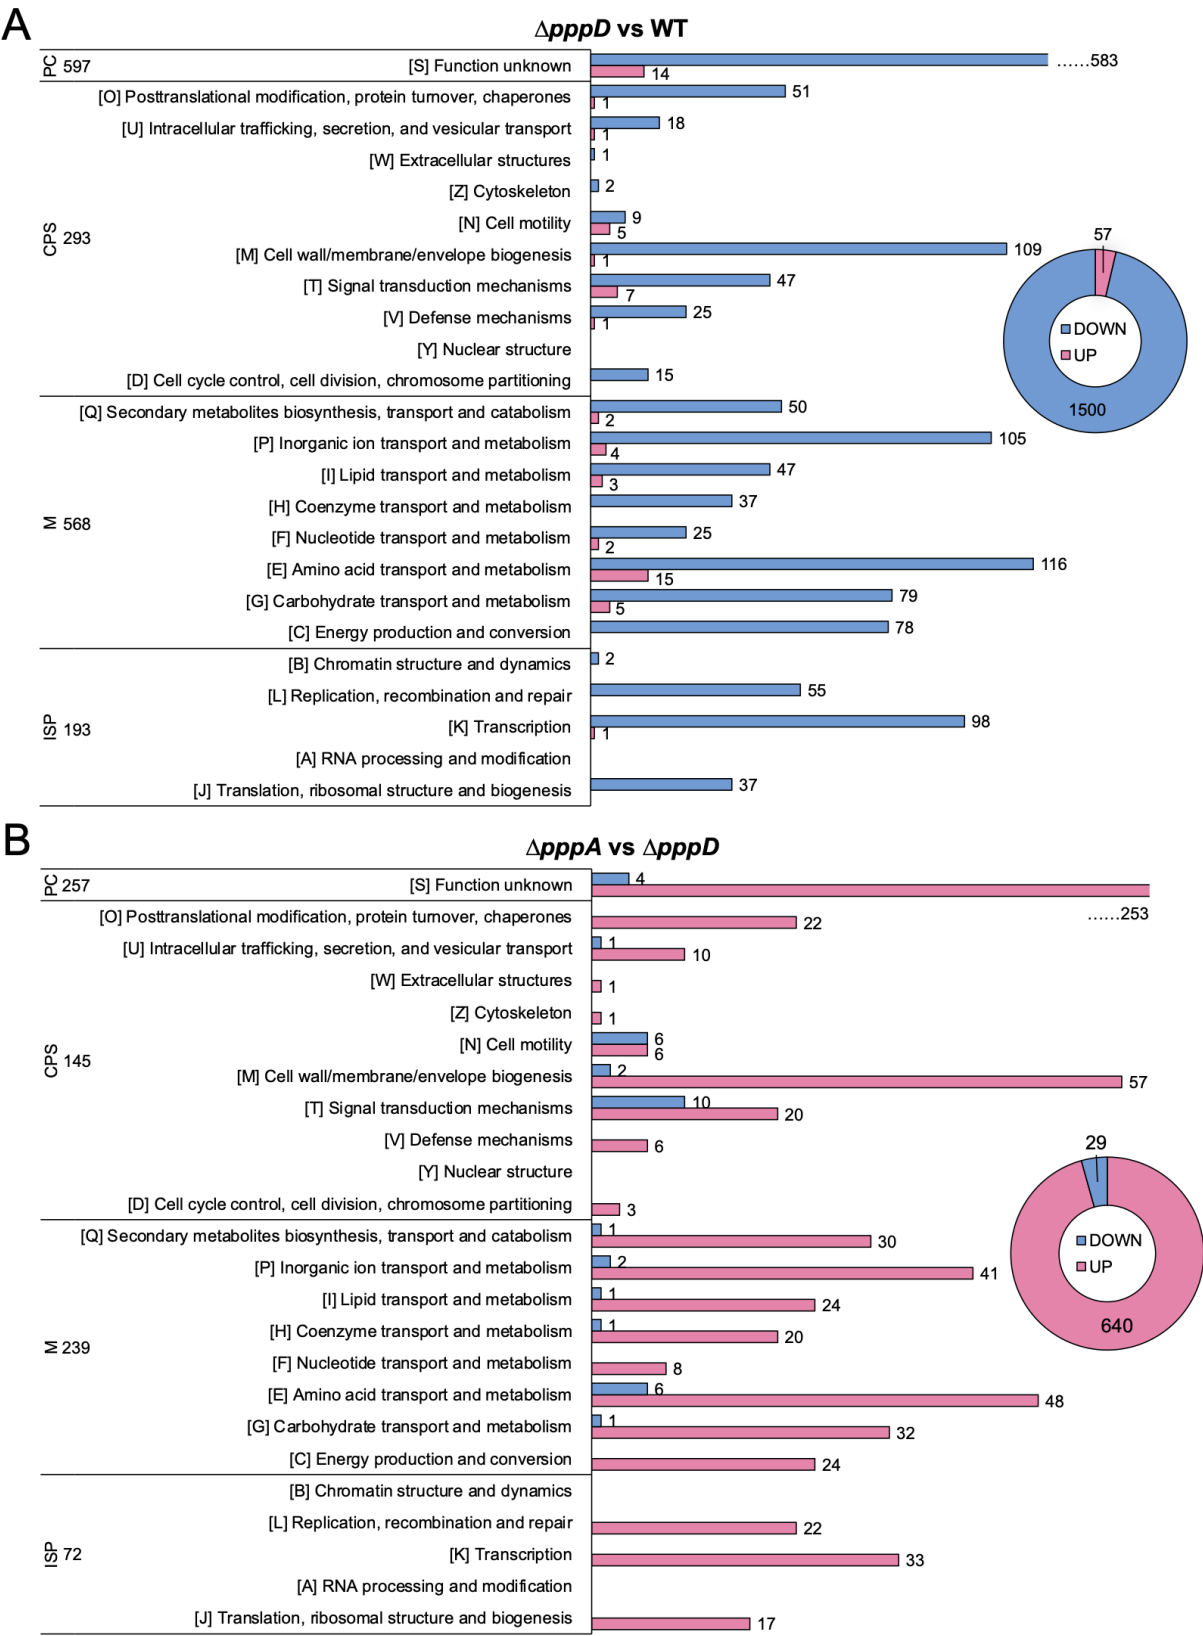 A
ΔpppD vs WT
PC 597
[S] Function unknown
......583
14
[O] Posttranslational modification, protein turnover, chaperones
51
1
[U] Intracellular trafficking, secretion, and vesicular transport
18
1
[W] Extracellular structures
1
[Z] Cytoskeleton
2
CPS 293
[N] Cell motility
9
5
[M] Cell wall/membrane/envelope biogenesis
109
1
[T] Signal transduction mechanisms
47
7
[V] Defense mechanisms
25
1
[Y] Nuclear structure
[D] Cell cycle control, cell division, chromosome partitioning
15
57
DOWN
UP
1500
M 568
[Q] Secondary metabolites biosynthesis, transport and catabolism
50
2
[P] Inorganic ion transport and metabolism
105
4
[I] Lipid transport and metabolism
47
3
[H] Coenzyme transport and metabolism
37
[F] Nucleotide transport and metabolism
25
2
[E] Amino acid transport and metabolism
116
15
[G] Carbohydrate transport and metabolism
79
5
[C] Energy production and conversion
78
ISP 193
[B] Chromatin structure and dynamics
2
[L] Replication, recombination and repair
55
[K] Transcription
98
1
[A] RNA processing and modification
[J] Translation, ribosomal structure and biogenesis
37
B
ΔpppA vs ΔpppD
PC 257
[S] Function unknown
4
......253
[O] Posttranslational modification, protein turnover, chaperones
22
[U] Intracellular trafficking, secretion, and vesicular transport
1
10
[W] Extracellular structures
1
[Z] Cytoskeleton
1
CPS 145
[N] Cell motility
6
6
[M] Cell wall/membrane/envelope biogenesis
2
57
[T] Signal transduction mechanisms
10
20
[V] Defense mechanisms
6
[Y] Nuclear structure
[D] Cell cycle control, cell division, chromosome partitioning
3
29
DOWN
UP
640
M 239
[Q] Secondary metabolites biosynthesis, transport and catabolism
1
30
[P] Inorganic ion transport and metabolism
2
41
[I] Lipid transport and metabolism
1
24
[H] Coenzyme transport and metabolism
1
20
[F] Nucleotide transport and metabolism
8
[E] Amino acid transport and metabolism
6
48
[G] Carbohydrate transport and metabolism
1
32
[C] Energy production and conversion
24
ISP 72
[B] Chromatin structure and dynamics
[L] Replication, recombination and repair
22
[K] Transcription
33
[A] RNA processing and modification
[J] Translation, ribosomal structure and biogenesis
17